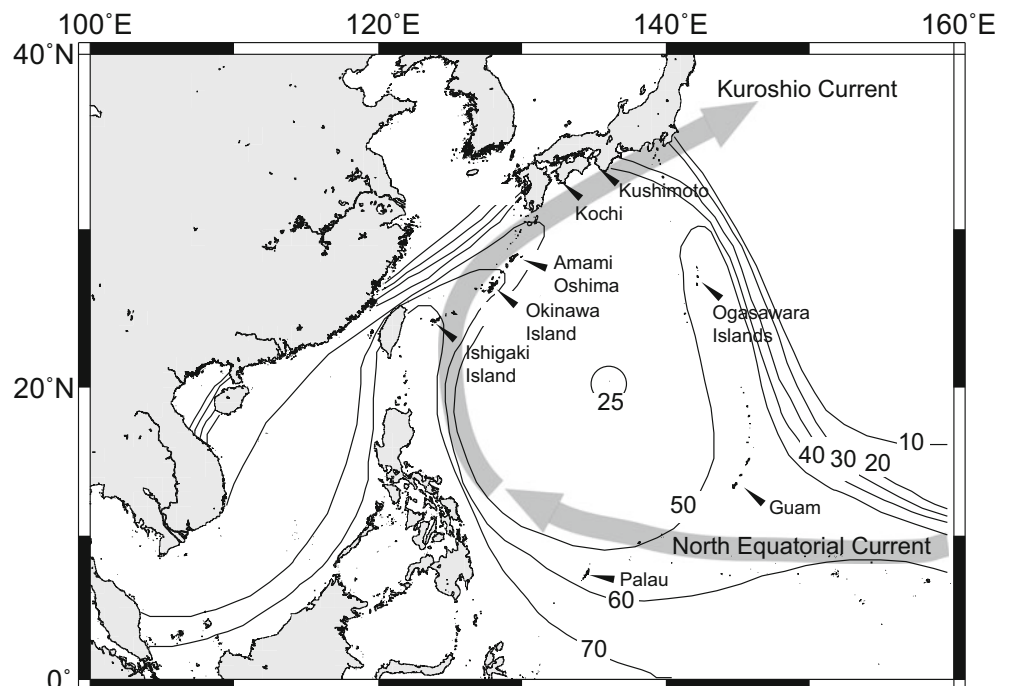 100°E
120°E
140°E
160°E
40°N
Kuroshio Current
Kushimoto
Kochi
Amami
Oshima
Okinawa
Island
Ogasawara
Islands
Ishigaki
Island
20°N
25
10
40 30 20
50
Guam
North Equatorial Current
Palau
60
70
0°